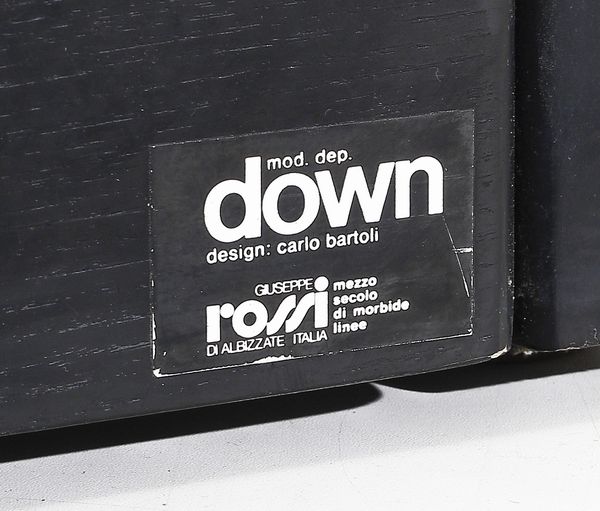 mod. dep.
down
design: carlo bartoli
GIUSEPPE
rossi
DI ALBIZZATE ITALIA
mezzo
secolo
di morbide
linee